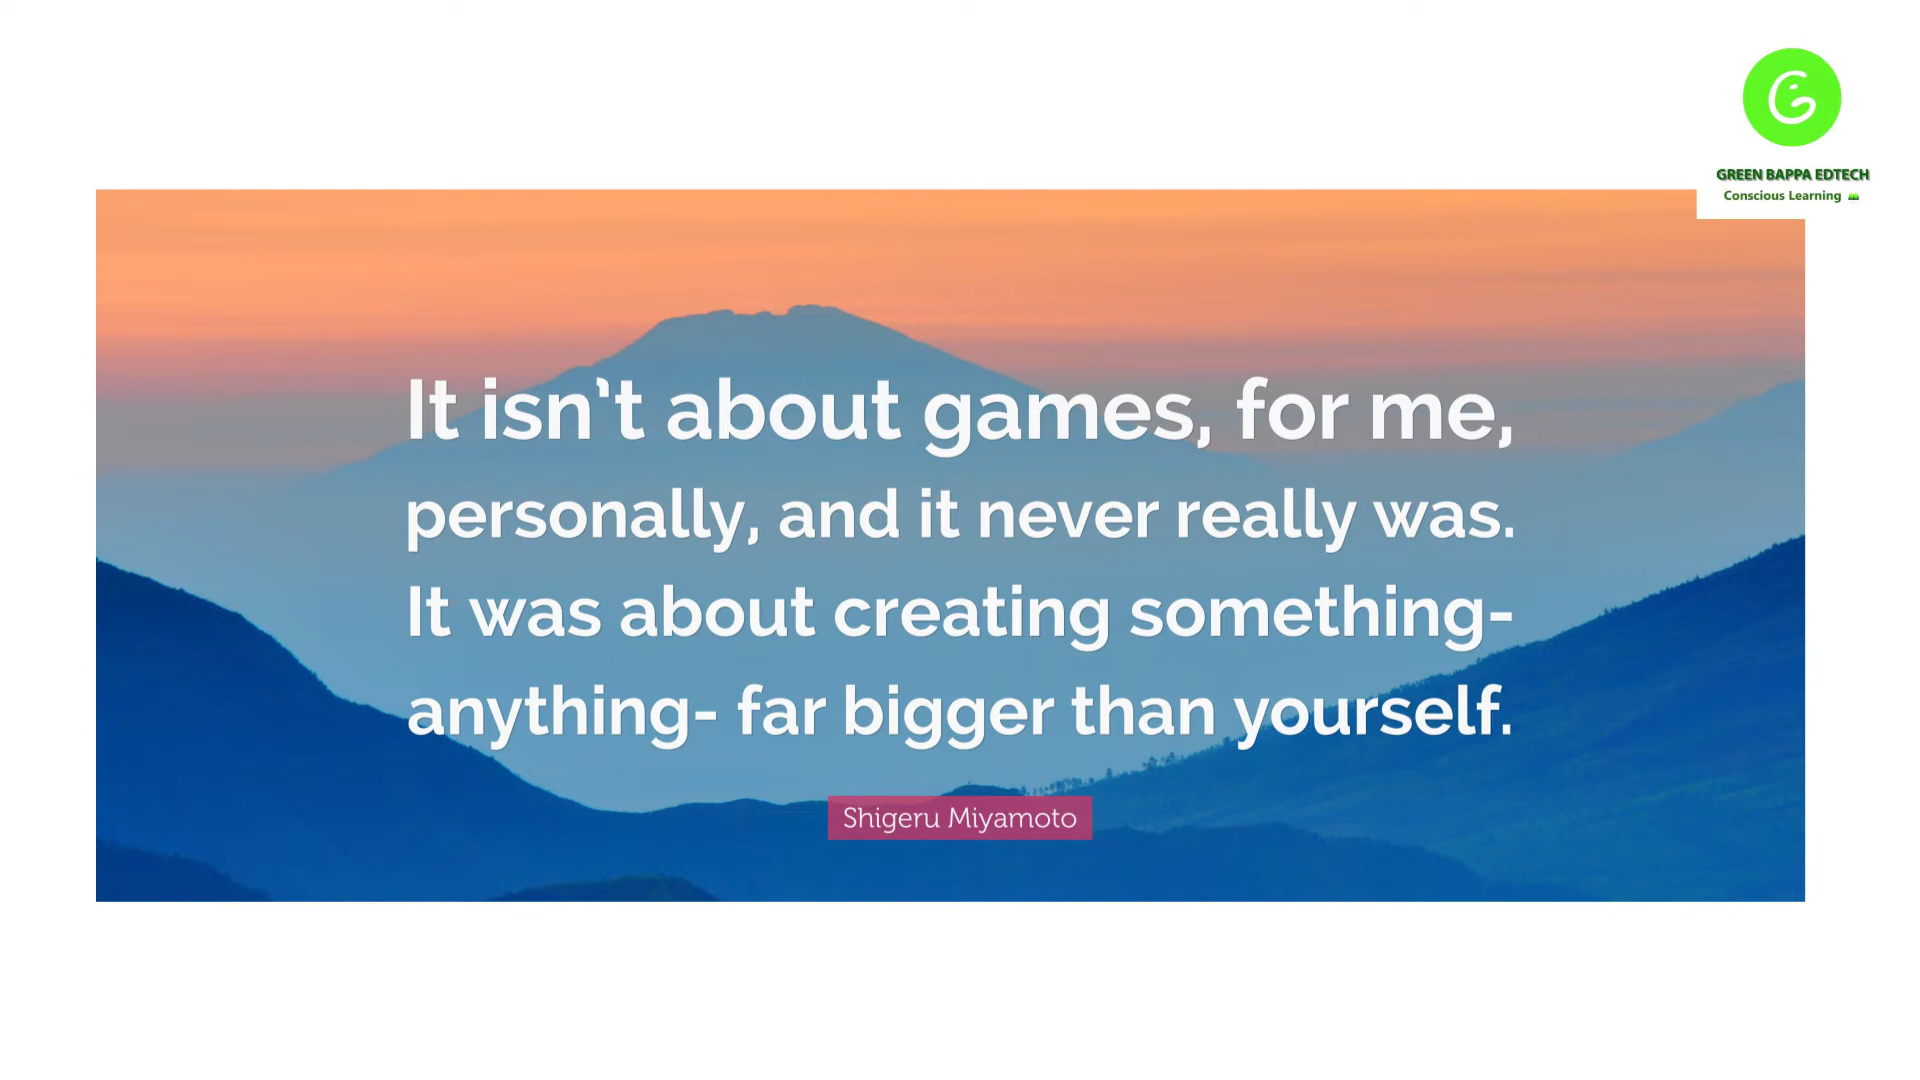 GREEN BAPPA EDTECH
Conscious Learning
It isn’t about games, for me,
personally, and it never really was.
It was about creating something-
anything- far bigger than yourself.
Shigeru Miyamoto